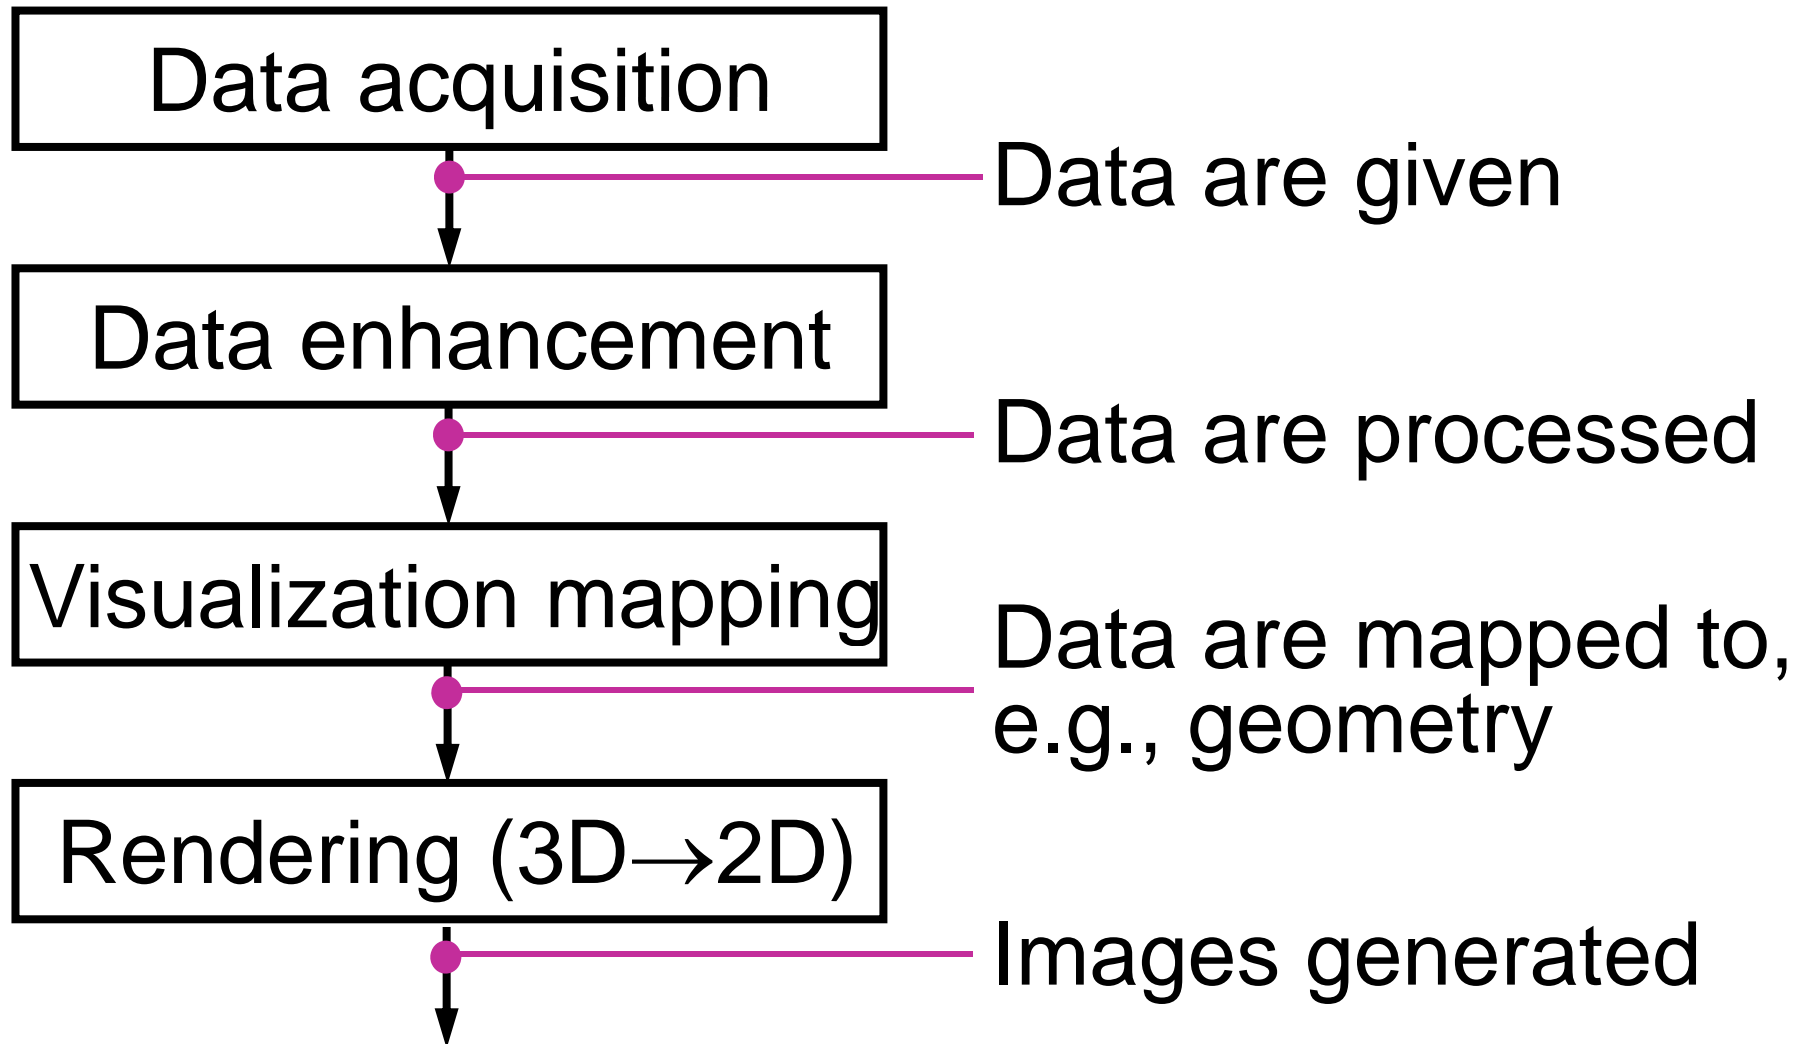 Data acquisition
Data are given
Data enhancement
Data are processed
Visualization mapping
Data are mapped to,
e.g., geometry
Rendering (3D→2D)
Images generated